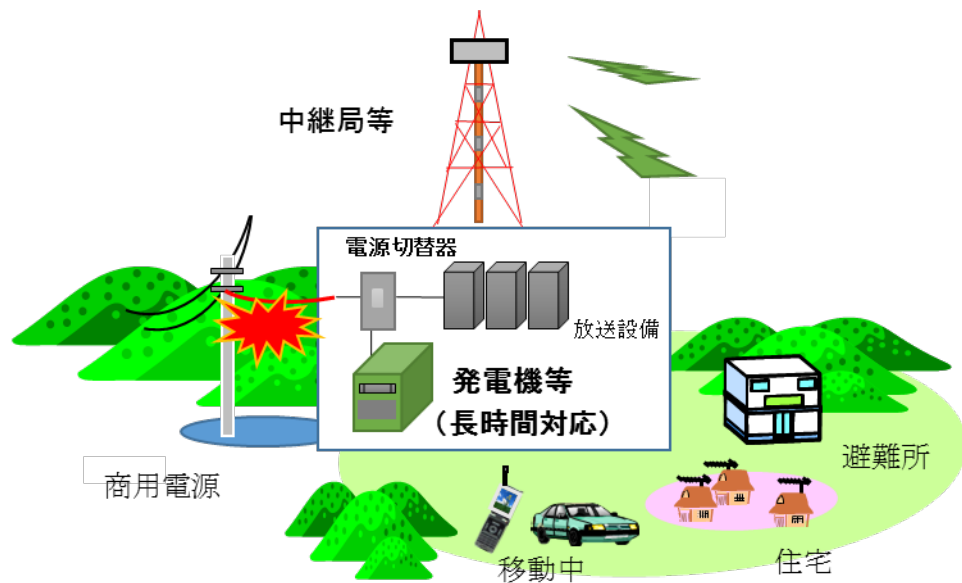 中継局等
電源切替器
放送設備
発電機等
（長時間対応）
商用電源
避難所
住宅
移動中